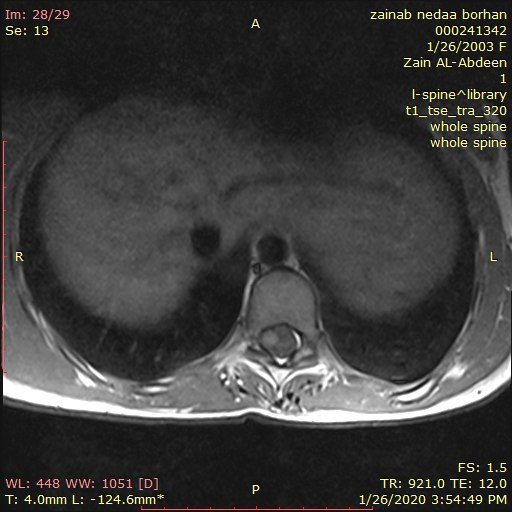 Im: 28/29
Se: 13
A
zainab nedaa borhan
000241342
1/26/2003 F
Zain AL-Abdeen
1
l-spine^library
t1_tse_tra_320
whole spine
whole spine
R
L
WL: 448 WW: 1051 [D]
T: 4.0mm L: -124.6mm*
P
FS: 1.5
TR: 921.0 TE: 12.0
1/26/2020 3:54:49 PM